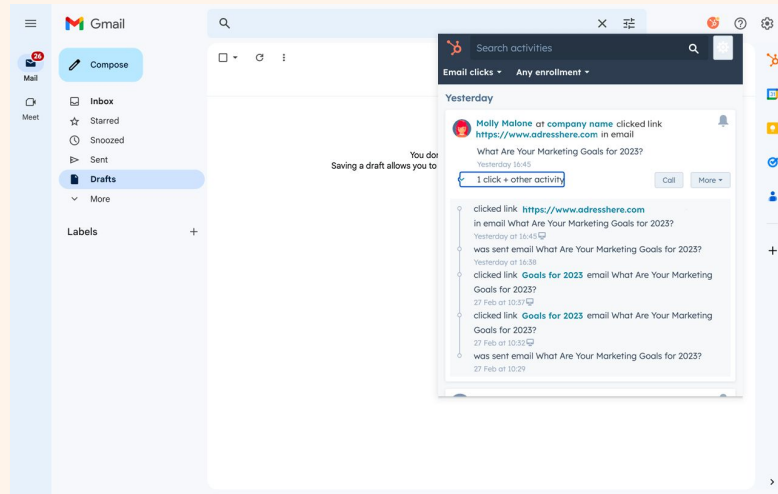 Gmail
26
Mail
Meet
Compose
Inbox
Starred
Snoozed
Sent
Drafts
More
Labels
+
You don
Saving a draft allows you to
Search activities
Email clicks
Any enrollment
Yesterday
Molly Malone at company name clicked link
https://www.adresshere.com in email
What Are Your Marketing Goals for 2023?
Yesterday 16:45
1 click + other activity
Call
More
clicked link https://www.adresshere.com
in email What Are Your Marketing Goals tor 2023?
Yesterday at 16:45
was sent email What Are Your Marketing Goals for 2023?
Yesterday at 16:38
clicked link Goals for 2023 email What Are Your Marketing
Goals for 2023?
27 Feb at 10:37
clicked link Goals for 2023 email What Are Your Marketing
Goals for 2023?
27 Feb at 10:32
was sent email What Are Your Marketing Goals for 2023?
27 Feb at 10:29
31